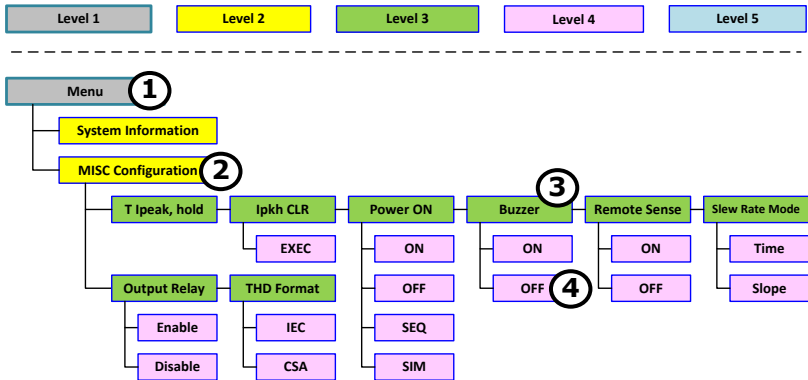 Level 1 Level 2 Level 3 Level 4 Level 5
Menu 1
System Information
MISC Configuration 2
3
T Ipeak, hold Ipkh CLR Power ON Buzzer Remote Sense Slew Rate Mode
EXEC ON ON ON Time
Output Relay THD Format OFF OFF 4 OFF Slope
Enable IEC SEQ
Disable CSA SIM